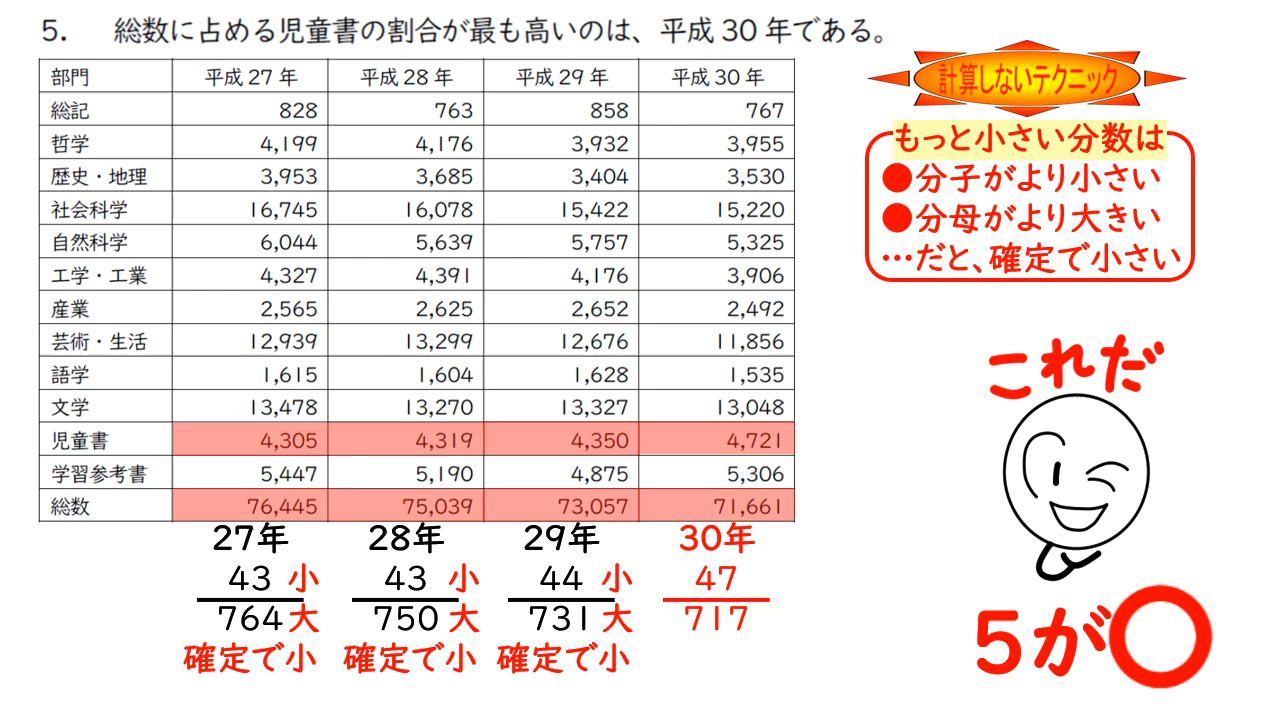 5. 総数に占める児童書の割合が最も高いのは、平成30年である。
部門 平成27年 平成28年 平成29年 平成30年
総記 828 763 858 767
哲学 4,199 4,176 3,932 3,955
歴史・地理 3,953 3,685 3,404 3,530
社会科学 16,745 16,078 15,422 15,220
自然科学 6,044 5,639 5,757 5,325
工学・工業 4,327 4,391 4,176 3,906
産業 2,565 2,625 2,652 2,492
芸術・生活 12,939 13,299 12,676 11,856
語学 1,615 1,604 1,628 1,535
文学 13,478 13,270 13,327 13,048
児童書 4,305 4,319 4,350 4,721
学習参考書 5,447 5,190 4,875 5,306
総数 76,445 75,039 73,057 71,661
27年 28年 29年 30年
43 小 43 小 44 小 47
764 大 750 大 731 大 717
確定で小 確定で小 確定で小
計算しないテクニック
もっと小さい分数は
●分子がより小さい
●分母がより大きい
…だと、確定で小さい
これだ
5が〇